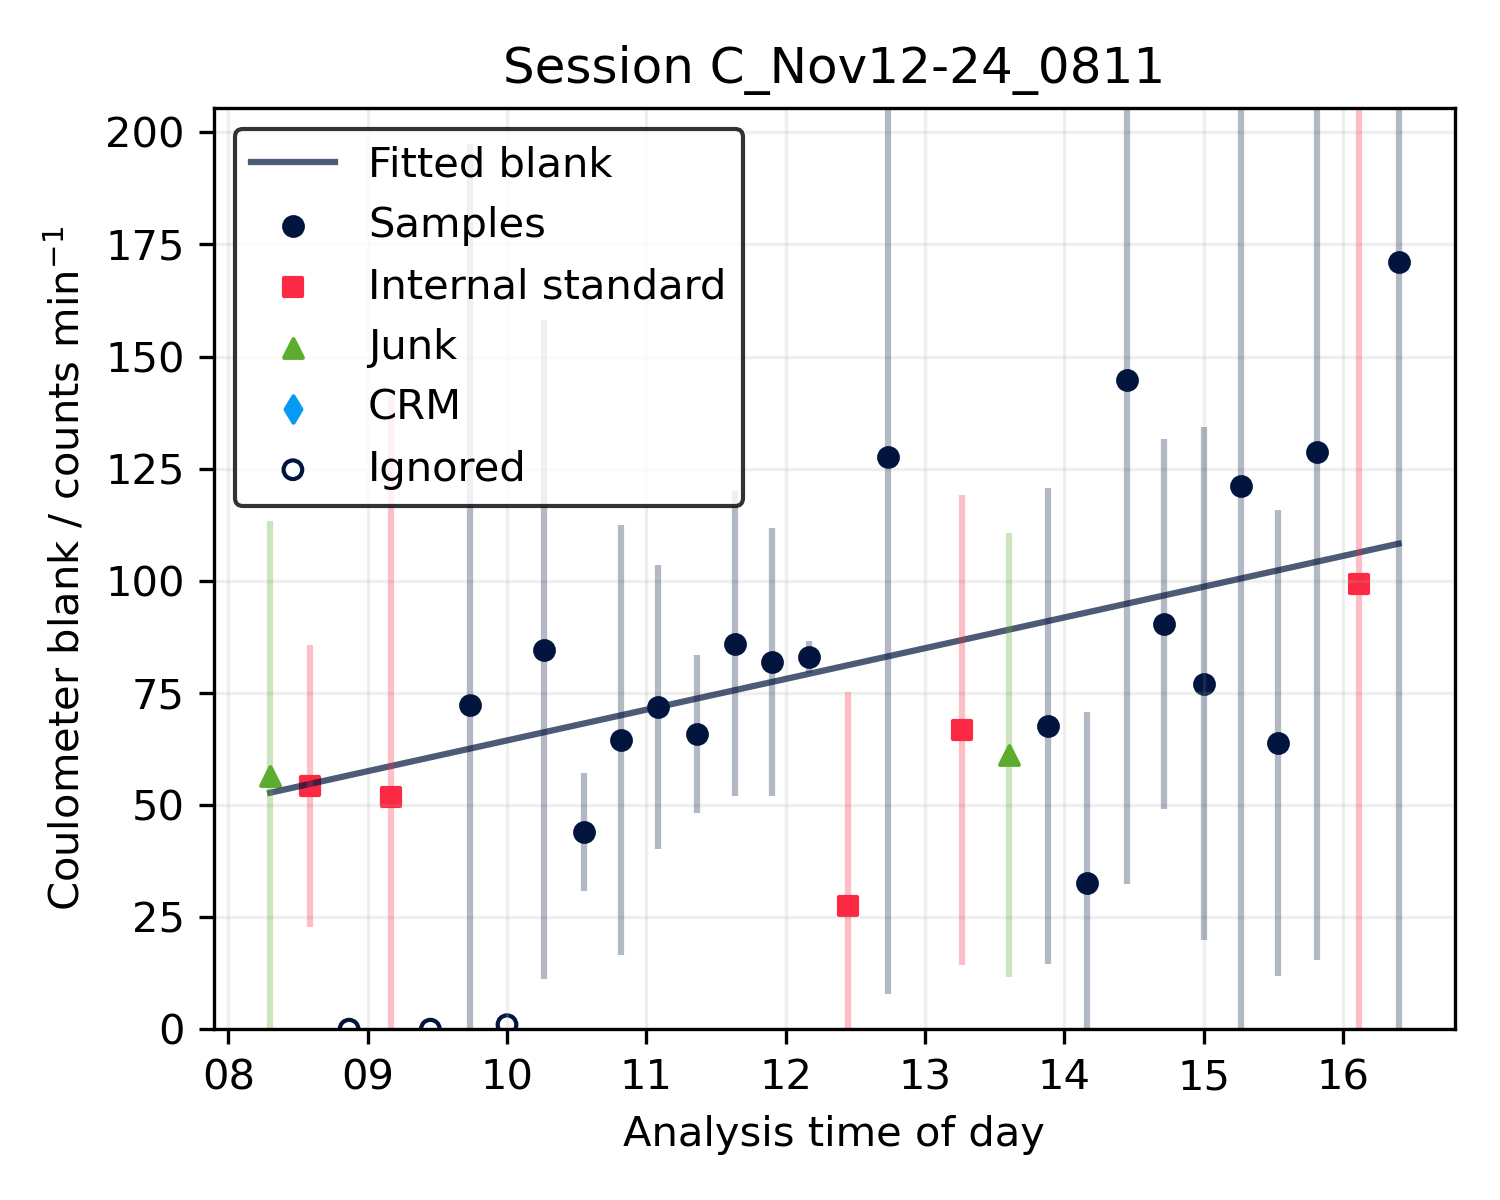 Session C_Nov12-24_0811
Coulometer blank / counts min⁻¹
200
175
150
125
100
75
50
25
0
Fitted blank
Samples
Internal standard
Junk
CRM
Ignored
08 09 10 11 12 13 14 15 16
Analysis time of day